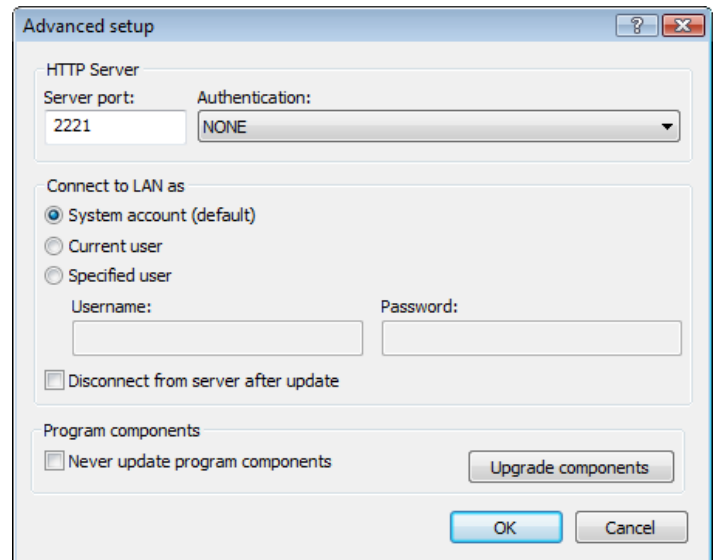 Advanced setup
HTTP Server
Server port: Authentication:
2221 NONE
Connect to LAN as
System account (default)
Current user
Specified user
Username: Password:
Disconnect from server after update
Program components
Never update program components Upgrade components
OK Cancel